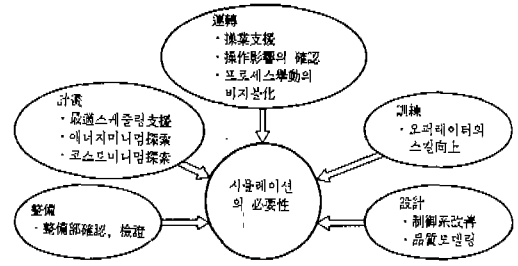 運轉
· 操業支援
· 操作影響의 確認
· 프로세스擧動의
비지블化
計劃
· 最適스케줄링支援
· 에너지미니멈探索
· 코스트미니멈探索
訓練
· 오퍼레이터의
스킬向上
시뮬레이션
의 必要性
整備
· 整備部確認, 檢證
設計
· 制御系改善
· 品質모델링